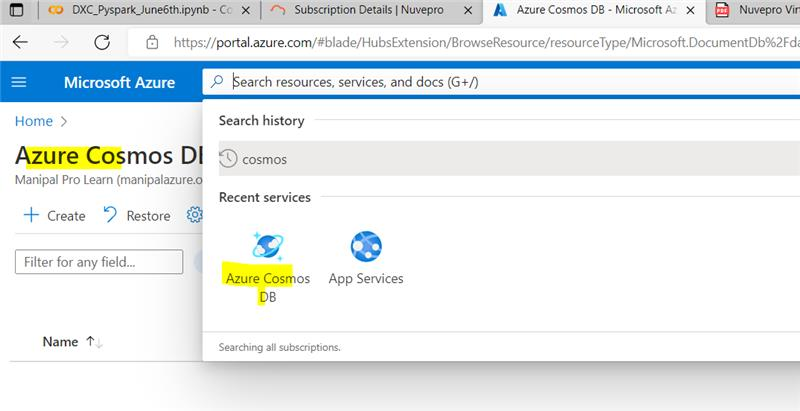 DXC_Pyspark_June6th.ipynb - Co
Subscription Details | Nuvepro
Azure Cosmos DB - Microsoft Az
Nuvepro Vir
https://portal.azure.com/#blade/HubsExtension/BrowseResource/resourceType/Microsoft.DocumentDb%2Fda
Microsoft Azure
Search resources, services, and docs (G+/)
Home
Search history
cosmos
Azure Cosmos DB
Manipal Pro Learn (manipalazure.o
Create
Restore
Recent services
Filter for any field...
Azure Cosmos
DB
App Services
Name
Searching all subscriptions.